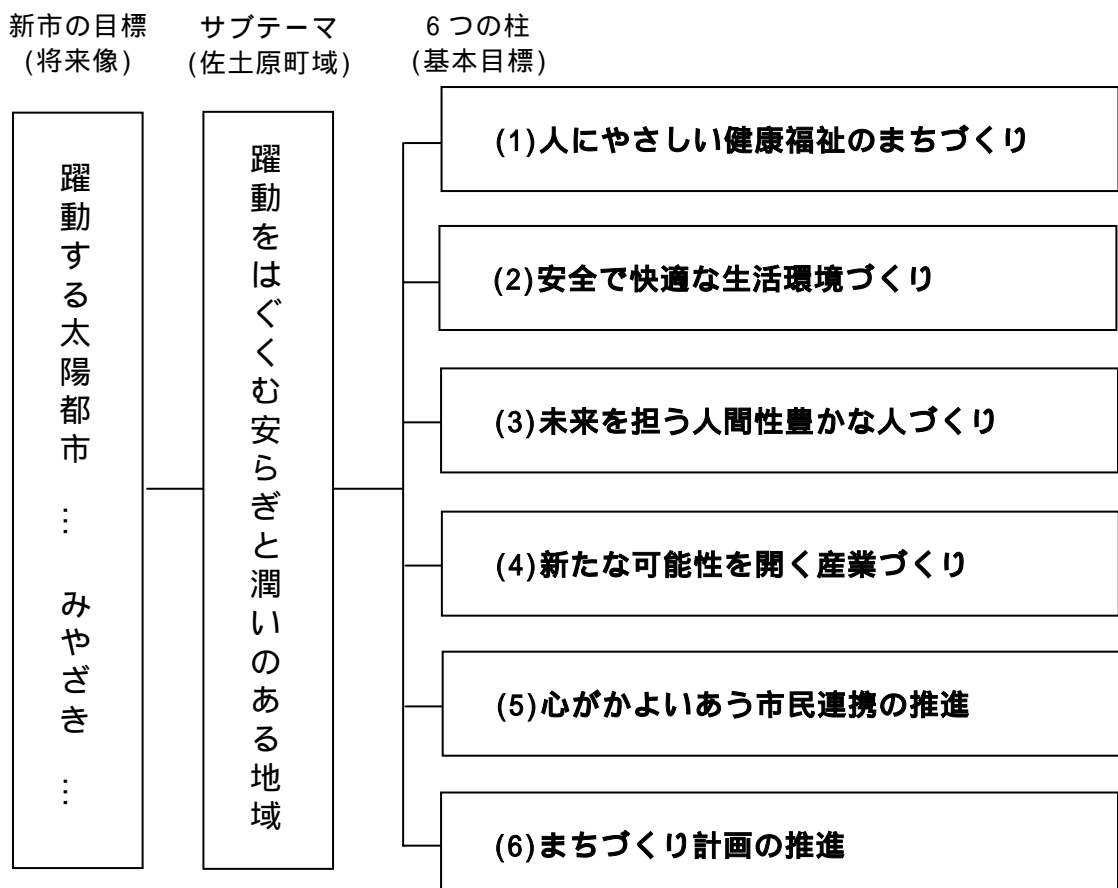 新市の目標
(将来像)
サブテーマ
(佐土原町域)
6つの柱
(基本目標)
躍動する太陽都市 … みやざき …
躍動をはぐくむ安らぎと潤いのある地域
(1)人にやさしい健康福祉のまちづくり
(2)安全で快適な生活環境づくり
(3)未来を担う人間性豊かな人づくり
(4)新たな可能性を開く産業づくり
(5)心がかよいあう市民連携の推進
(6)まちづくり計画の推進